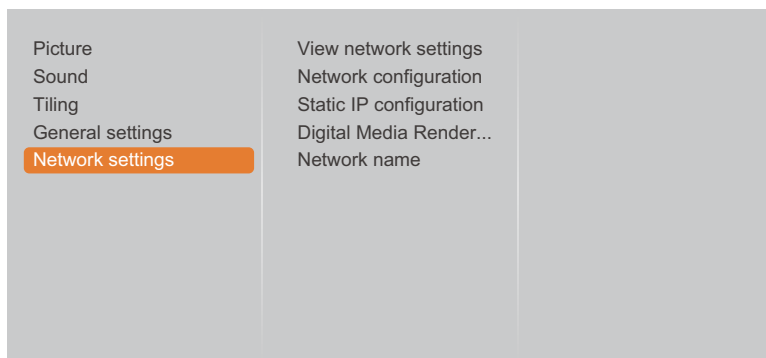 Picture
Sound
Tiling
General settings
Network settings
View network settings
Network configuration
Static IP configuration
Digital Media Render...
Network name